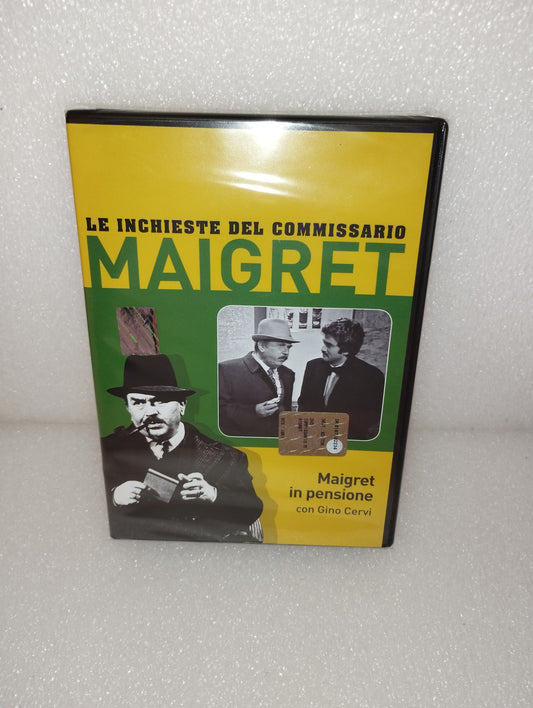 LE INCHIESTE DEL COMMISSARIO
MAIGRET
Maigret
in pensione
con Gino Cervi